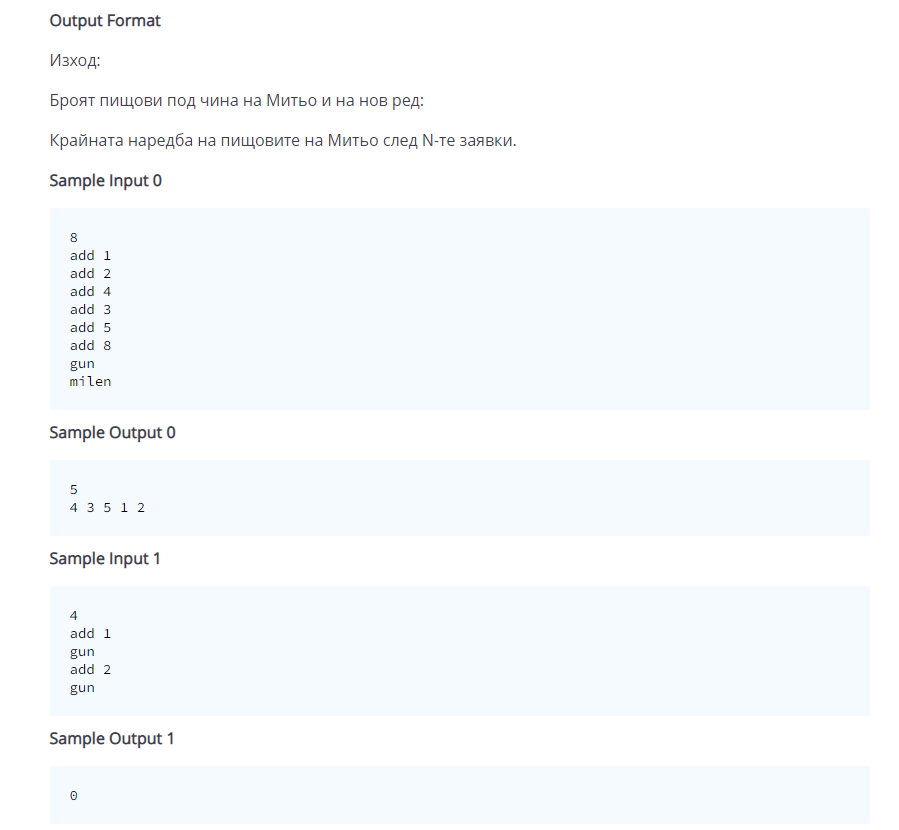 Output Format
Изход:
Броят пищови под чина на Митьо и на нов ред:
Крайната наредба на пищовите на Митьо след N-те заявки.
Sample Input 0
8
add 1
add 2
add 4
add 3
add 5
add 8
gun
milen
Sample Output 0
5
4 3 5 1 2
Sample Input 1
4
add 1
gun
add 2
gun
Sample Output 1
0